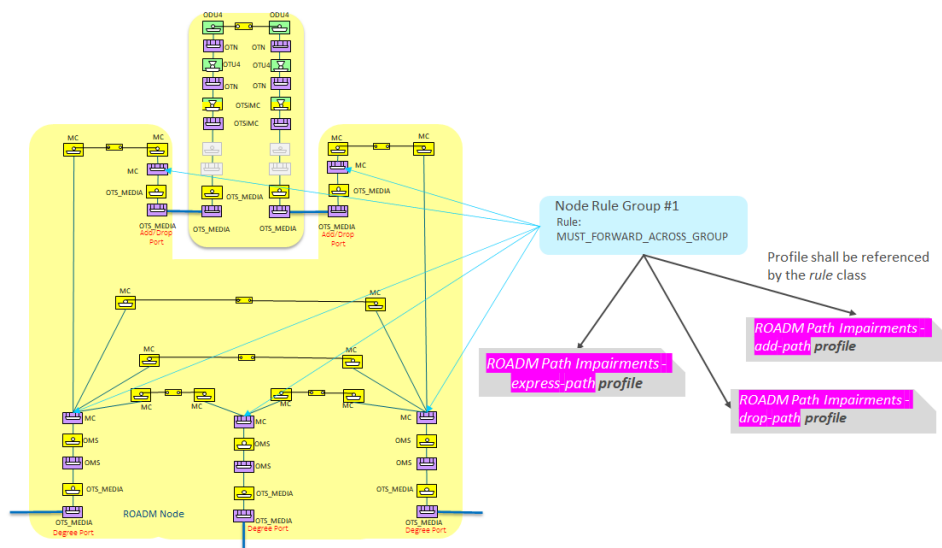 ODU4
ODU4
OTN
OTN
OTU4
OTU4
OTN
OTN
OTSiMC
OTSiMC
MC
MC
MC
MC
MC
MC
OTS_MEDIA
OTS_MEDIA
OTS_MEDIA
OTS_MEDIA
OTS_MEDIA
OTS_MEDIA
OTS_MEDIA
OTS_MEDIA
Add/Drop
Port
Add/Drop
Port
Node Rule Group #1
Rule:
MUST_FORWARD_ACROSS_GROUP
Profile shall be referenced
by the rule class
ROADM Path Impairments -
add-path profile
ROADM Path Impairments -
express-path profile
ROADM Path Impairments -
drop-path profile
MC
MC
MC
MC
MC
MC
MC
MC
MC
MC
MC
OMS
OMS
OMS
OMS
OMS
OMS
OTS_MEDIA
OTS_MEDIA
OTS_MEDIA
OTS_MEDIA
Degree Port
ROADM Node
OTS_MEDIA
Degree Port
OTS_MEDIA
Degree Port